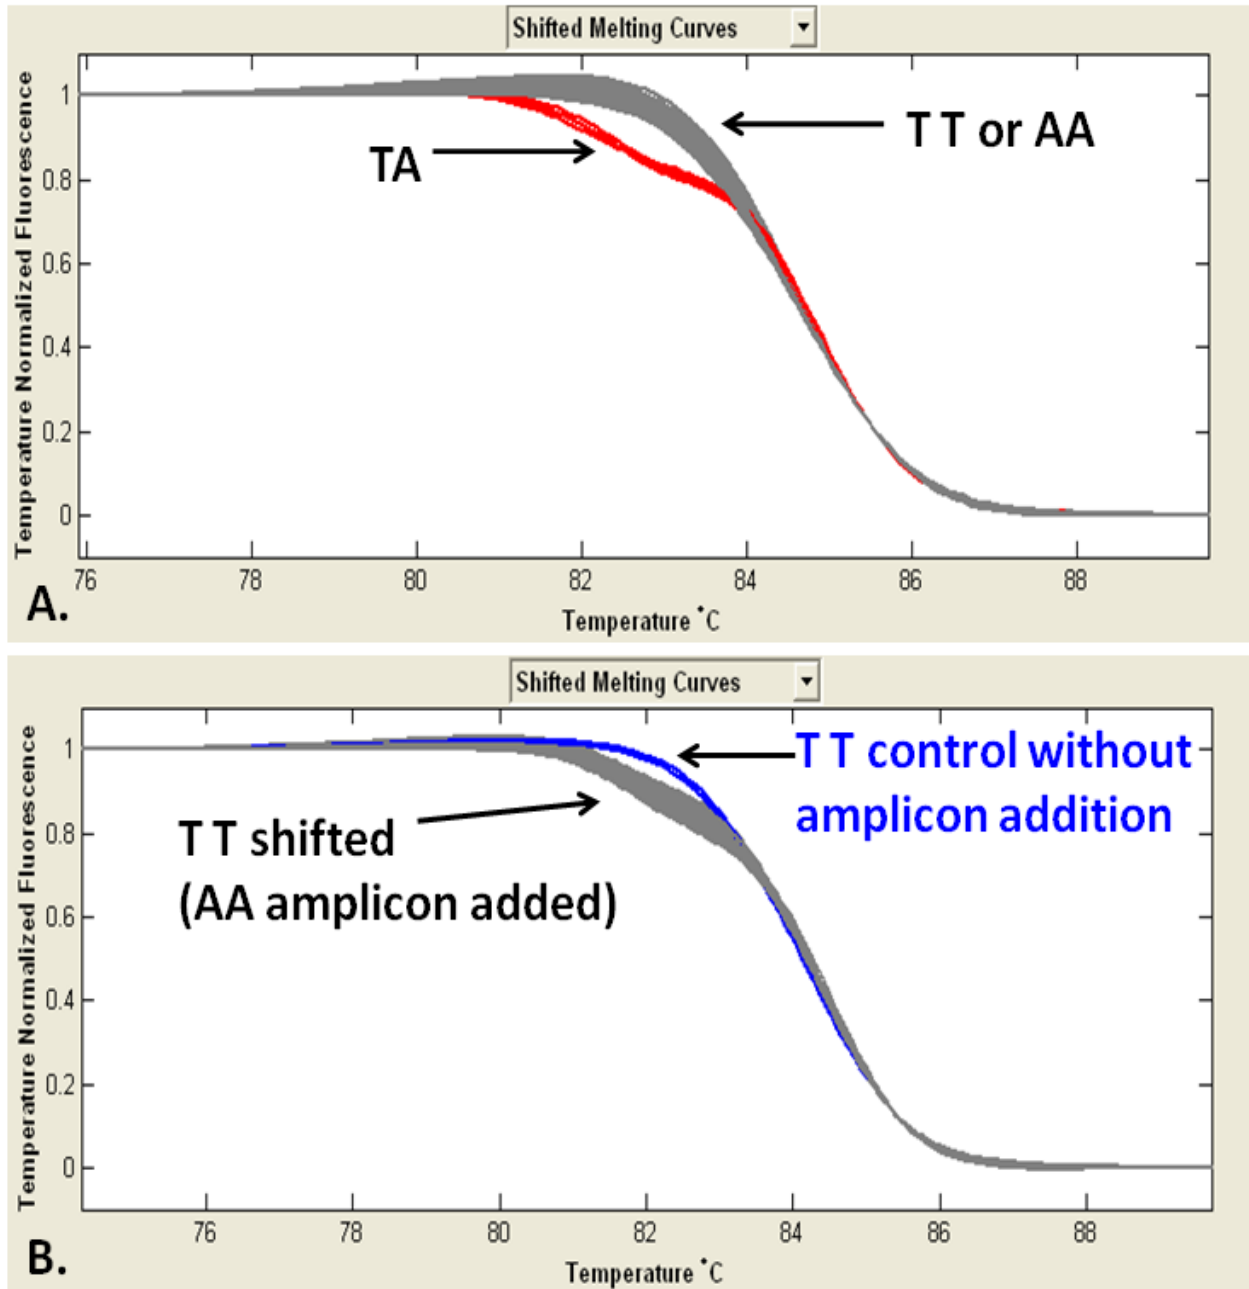 Shifted Melting Curves
Temperature Normalized Fluorescence
1
0.8
0.6
0.4
0.2
0
TA
T T or AA
76 78 80 82 84 86 88
Temperature °C
A.
Shifted Melting Curves
Temperature Normalized Fluorescence
1
0.8
0.6
0.4
0.2
0
T T control without
amplicon addition
T T shifted
(AA amplicon added)
76 78 80 82 84 86 88
Temperature °C
B.